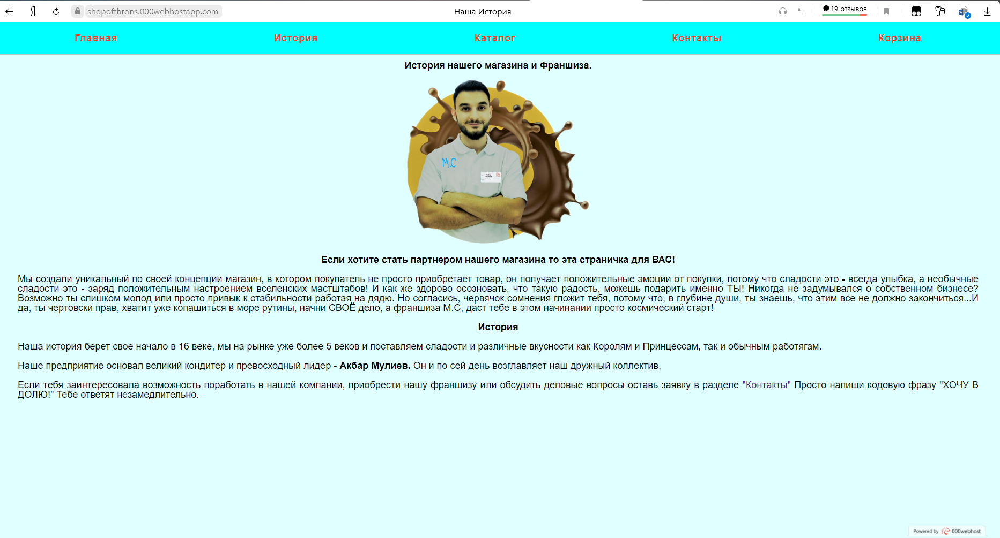 shopofthrons.000webhostapp.com
Наша История
19 отзывов
Главная
История
Каталог
Контакты
Корзина
История нашего магазина и Франшиза.
M.C
Если хотите стать партнером нашего магазина то эта страничка для ВАС!
Мы создали уникальный по своей концепции магазин, в котором покупатель не просто приобретает товар, он получает положительные эмоции от покупки, потому что сладости это - всегда улыбка, а необычные
сладости это - заряд положительным настроением вселенских мастштабов! И как же здорово осозновать, что такую радость, можешь подарить именно ТЫ! Никогда не задумывался о собственном бизнесе?
Возможно ты слишком молод или просто привык к стабильности работая на дядю. Но согласись, червячок сомнения гложит тебя, потому что, в глубине души, ты знаешь, что этим все не должно закончиться...И
да, ты чертовски прав, хватит уже копашиться в море рутины, начни СВОЁ дело, а франшиза М.С, даст тебе в этом начинании просто космический старт!
История
Наша история берет свое начало в 16 веке, мы на рынке уже более 5 веков и поставляем сладости и различные вкусности как Королям и Принцессам, так и обычным работягам.
Наше предприятие основал великий кондитер и превосходный лидер - Акбар Мулиев. Он и по сей день возглавляет наш дружный коллектив.
Если тебя заинтересовала возможность поработать в нашей компании, приобрести нашу франшизу или обсудить деловые вопросы оставь заявку в разделе "Контакты" Просто напиши кодовую фразу "ХОЧУ В
ДОЛЮ!" Тебе ответят незамедлительно.
Powered by 000webhost